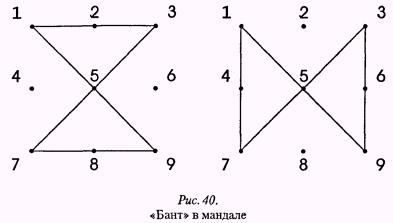 1 2 3 1 2 3
4 5 6 4 5 6
7 8 9 7 8 9
Рис. 40.
«Бант» в мандале